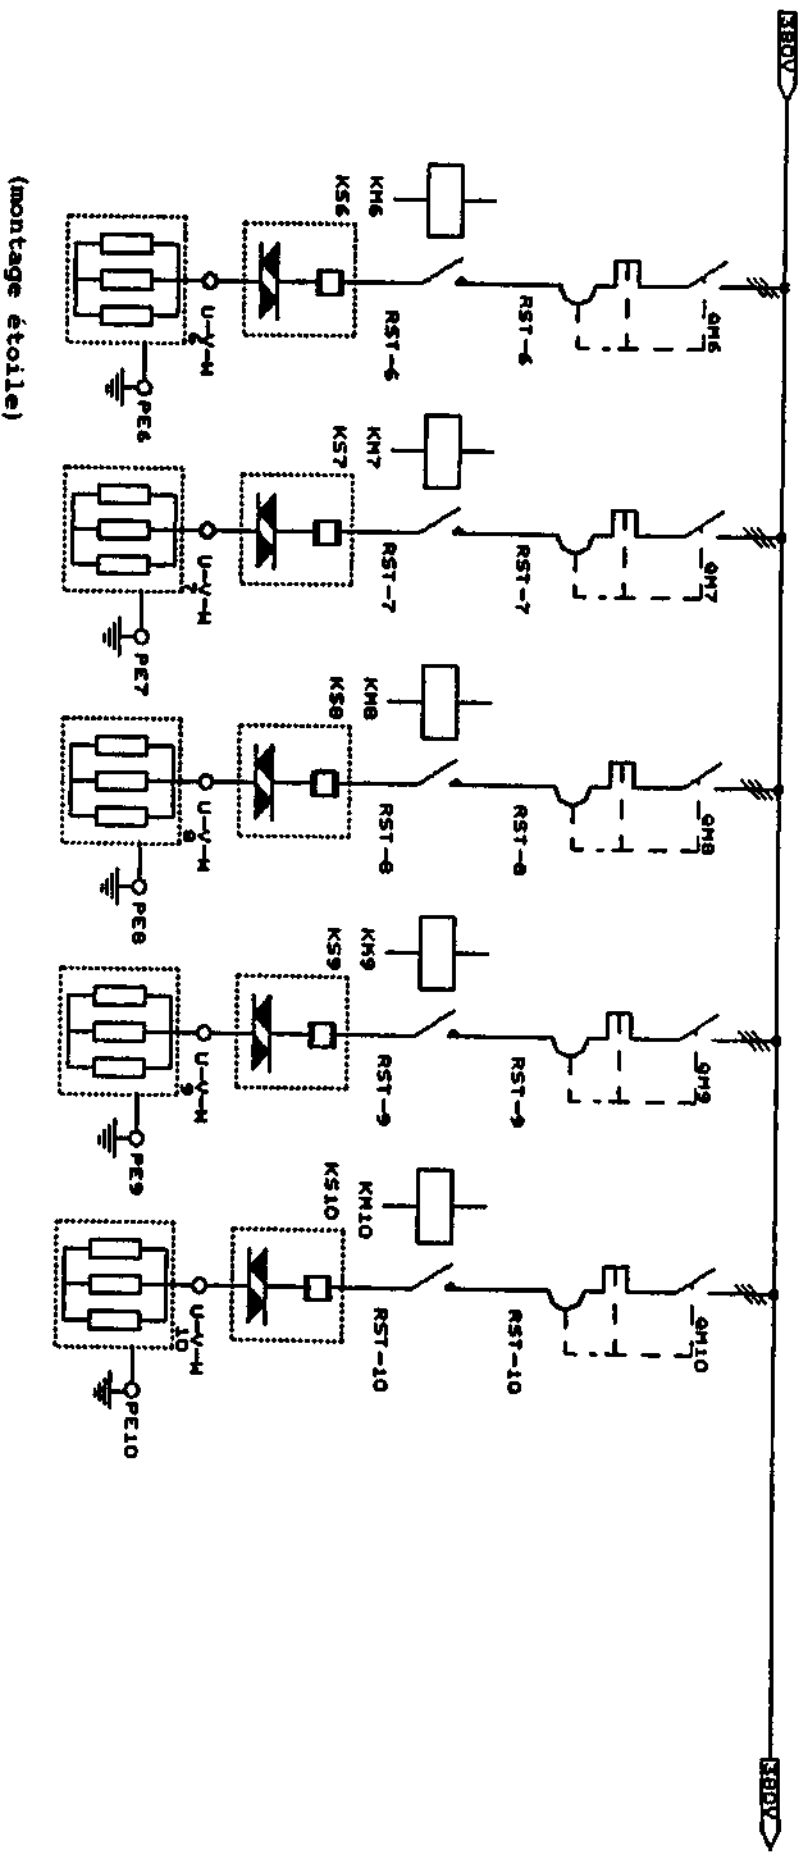 380V
380V
QM6
QM7
QM8
QM9
QM10
RST-6
RST-7
RST-8
RST-9
RST-10
KM6
KM7
KM8
KM9
KM10
RST-6
RST-7
RST-8
RST-9
RST-10
KS6
KS7
KS8
KS9
KS10
U-V-W
6
U-V-W
7
U-V-W
8
U-V-W
9
U-V-W
10
PE6
PE7
PE8
PE9
PE10
(montage étoile)